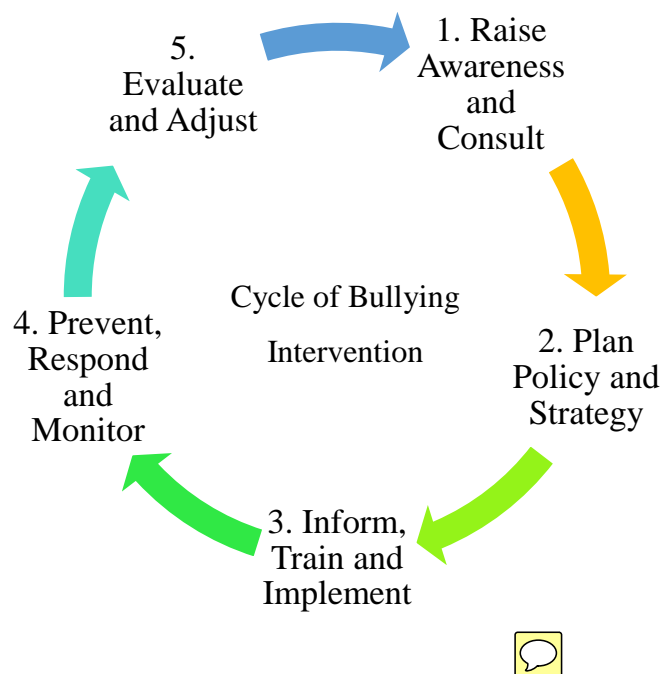 1. Raise
Awareness
and
Consult
2. Plan
Policy and
Strategy
3. Inform,
Train and
Implement
4. Prevent,
Respond
and
Monitor
5.
Evaluate
and Adjust
Cycle of Bullying
Intervention